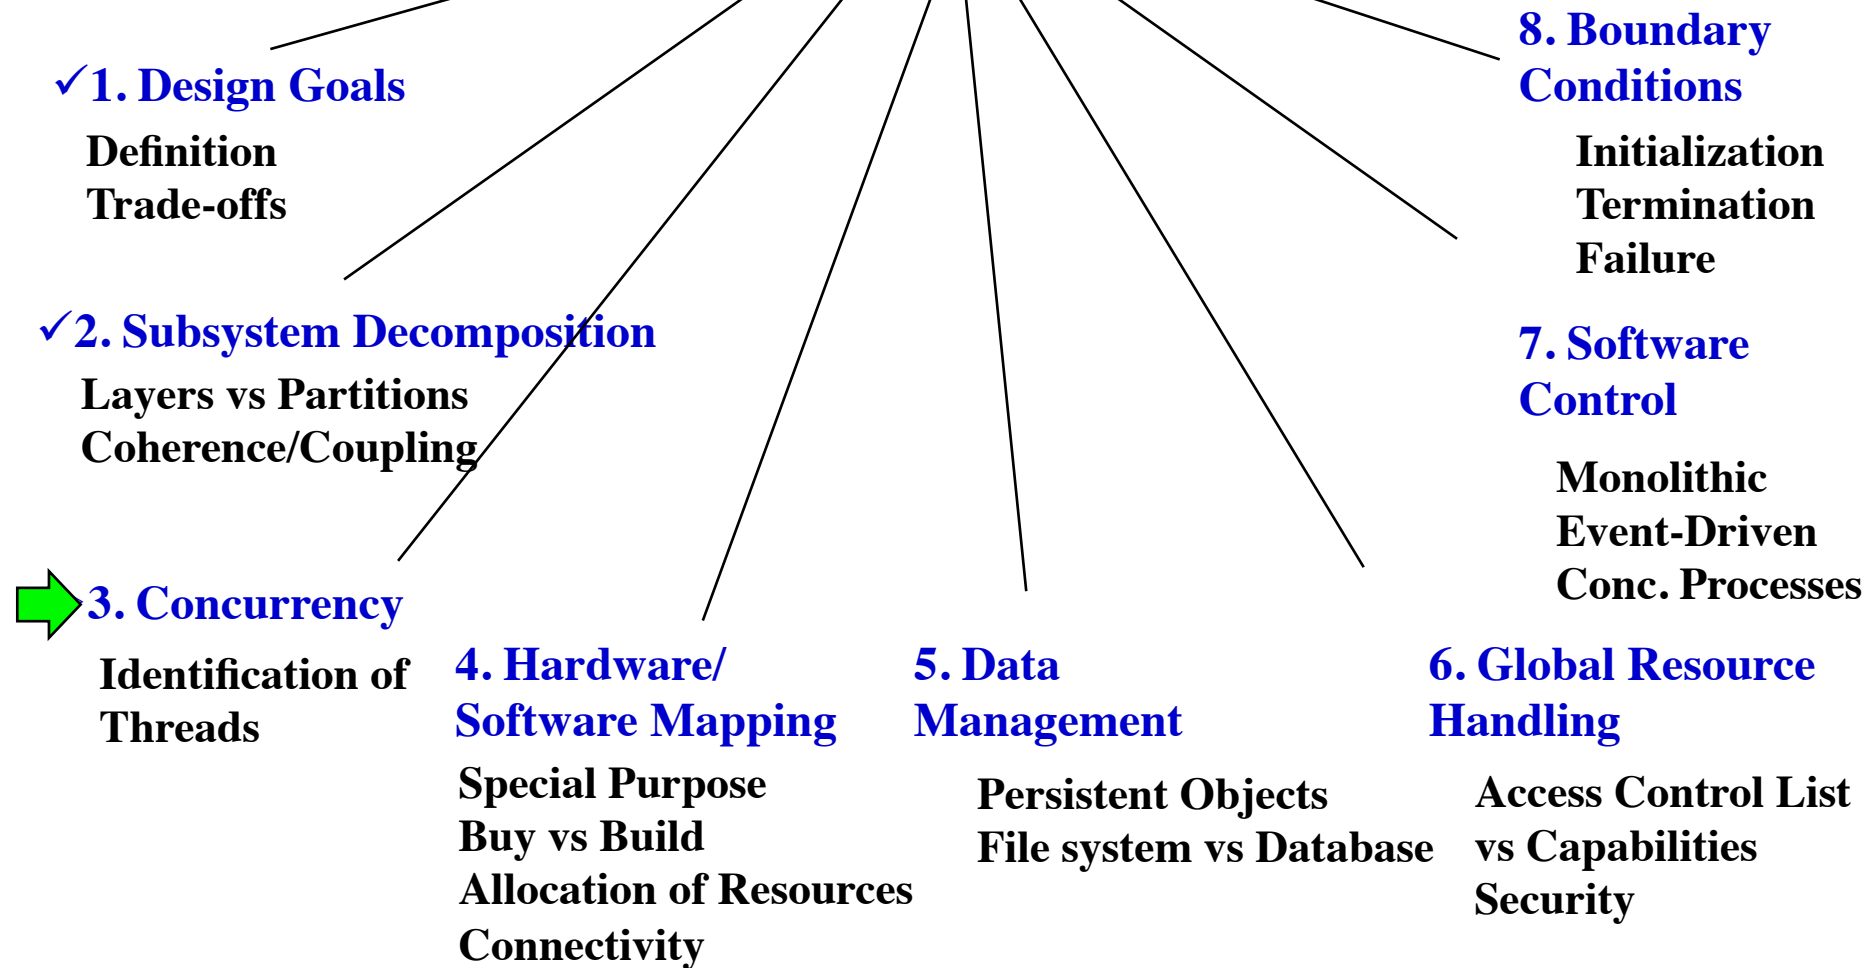 ✓1. Design Goals
Definition
Trade-offs
✓2. Subsystem Decomposition
Layers vs Partitions
Coherence/Coupling
3. Concurrency
Identification of
Threads
4. Hardware/
Software Mapping
Special Purpose
Buy vs Build
Allocation of Resources
Connectivity
5. Data
Management
Persistent Objects
File system vs Database
6. Global Resource
Handling
Access Control List
vs Capabilities
Security
7. Software
Control
Monolithic
Event-Driven
Conc. Processes
8. Boundary
Conditions
Initialization
Termination
Failure